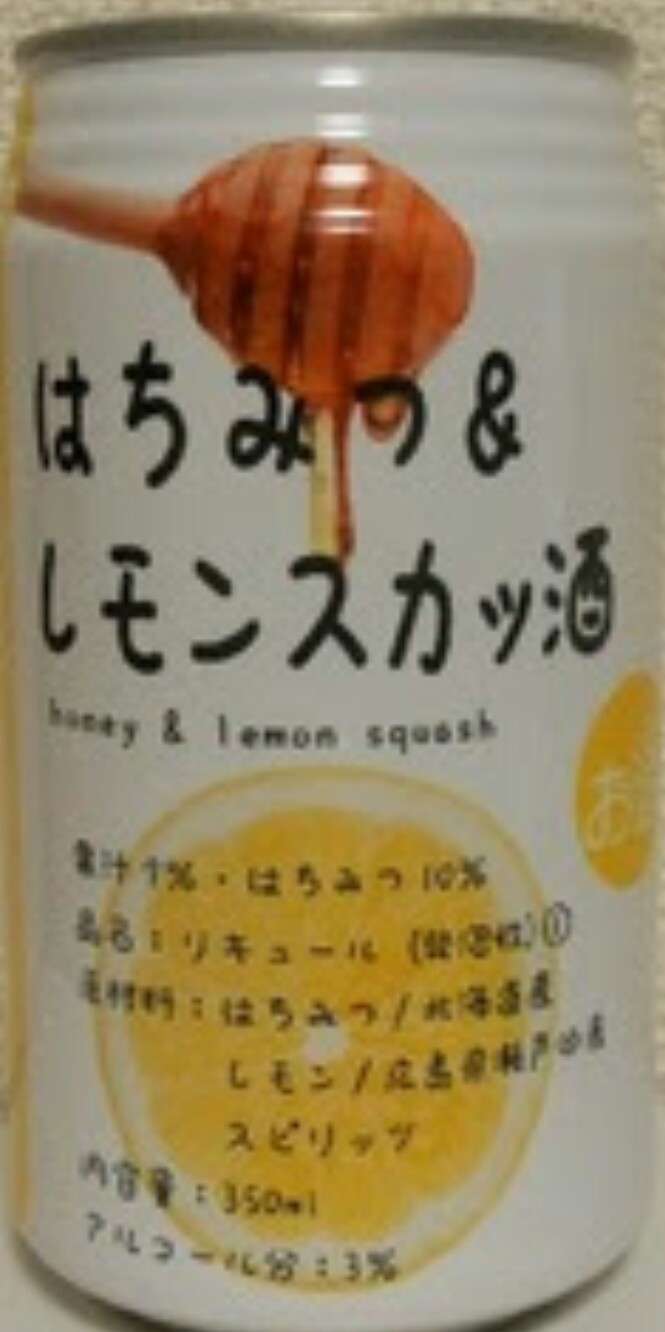 はちみつ&
レモンスカッ酒
honey & lemon squash
お酒
果汁9%・はちみつ10%
品名:リキュール(発泡性)①
原材料:はちみつ/北海道産
レモン/広島県瀬戸田産
スピリッツ
内容量:350ml
アルコール分:3%